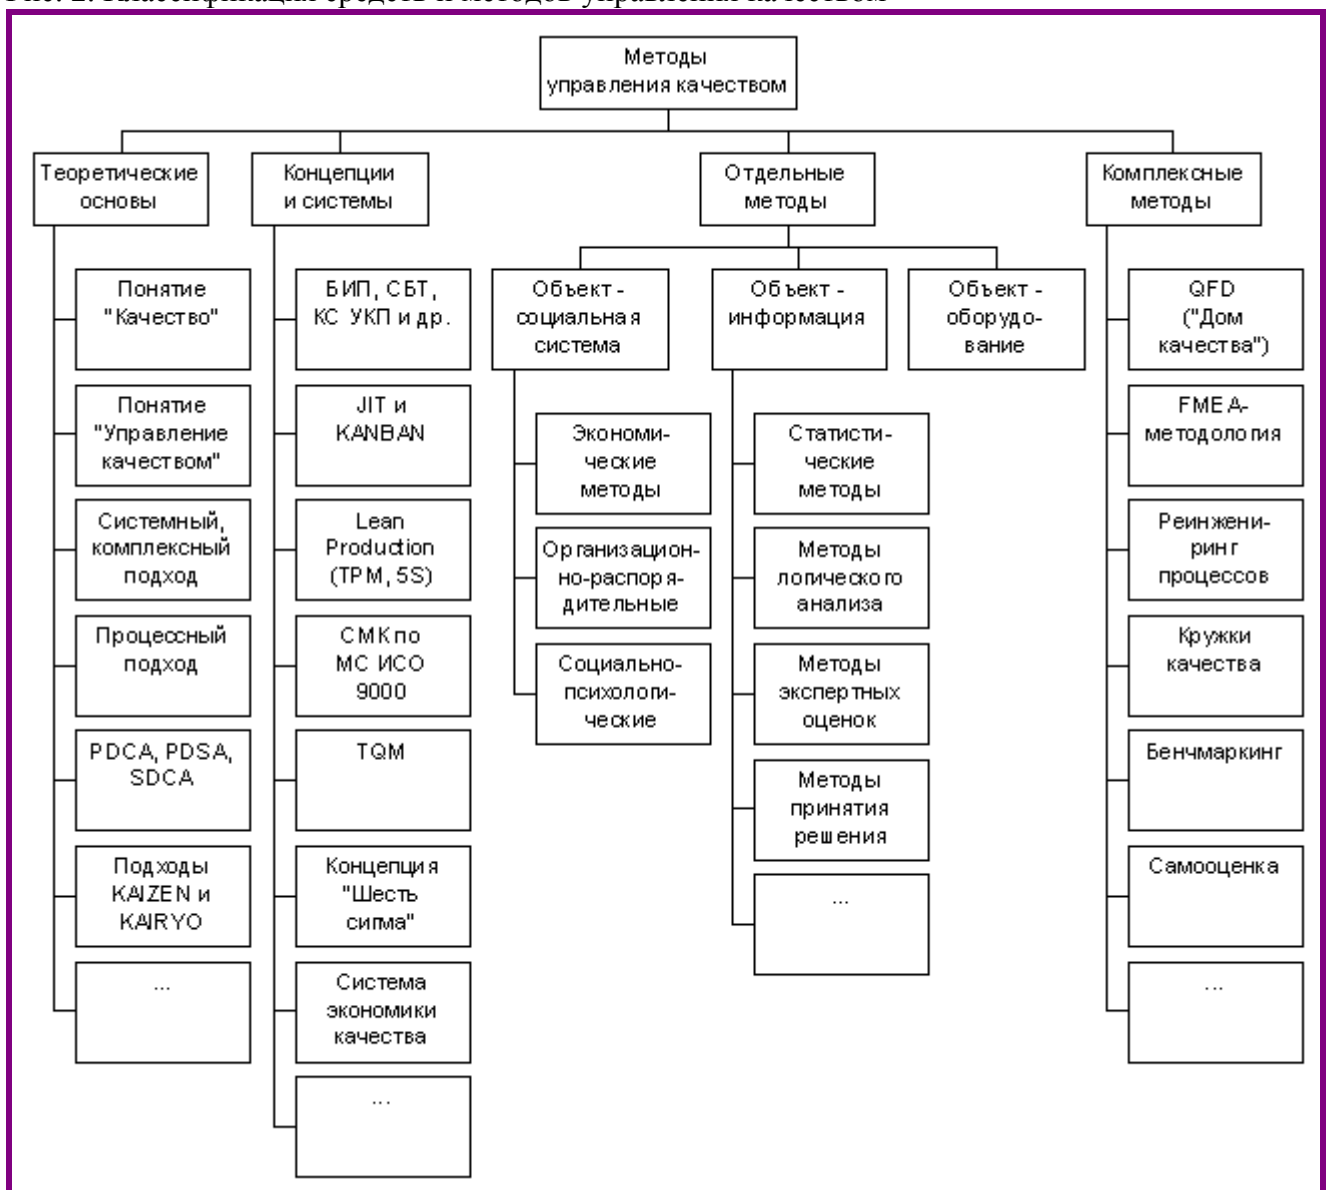 Рис. 2. Классификация средств и методов управления качеством
Методы
управления качеством
Теоретические
основы
Концепции
и системы
Отдельные
методы
Комплексные
методы
Понятие
"Качество"
Понятие
"Управление
качеством"
Системный,
комплексный
подход
Процессный
подход
PDCA, PDSA,
SDCA
Подходы
KAIZEN и
KAIRYO
...
БИП, СБТ,
КС УКП и др.
JIT и
KANBAN
Lean
Production
(TPM, 5S)
СМК по
МС ИСО
9000
TQM
Концепция
"Шесть
сигма"
Система
экономики
качества
...
Объект -
социальная
система
Экономи-
ческие
методы
Организацион-
но-распоря-
дительные
Социально-
психологи-
ческие
Объект -
информация
Статисти-
ческие
методы
Методы
логического
анализа
Методы
экспертных
оценок
Методы
принятия
решения
...
Объект -
оборудо-
вание
QFD
("Дом
качества")
FMEA-
методология
Реинжени-
ринг
процессов
Кружки
качества
Бенчмаркинг
Самооценка
...